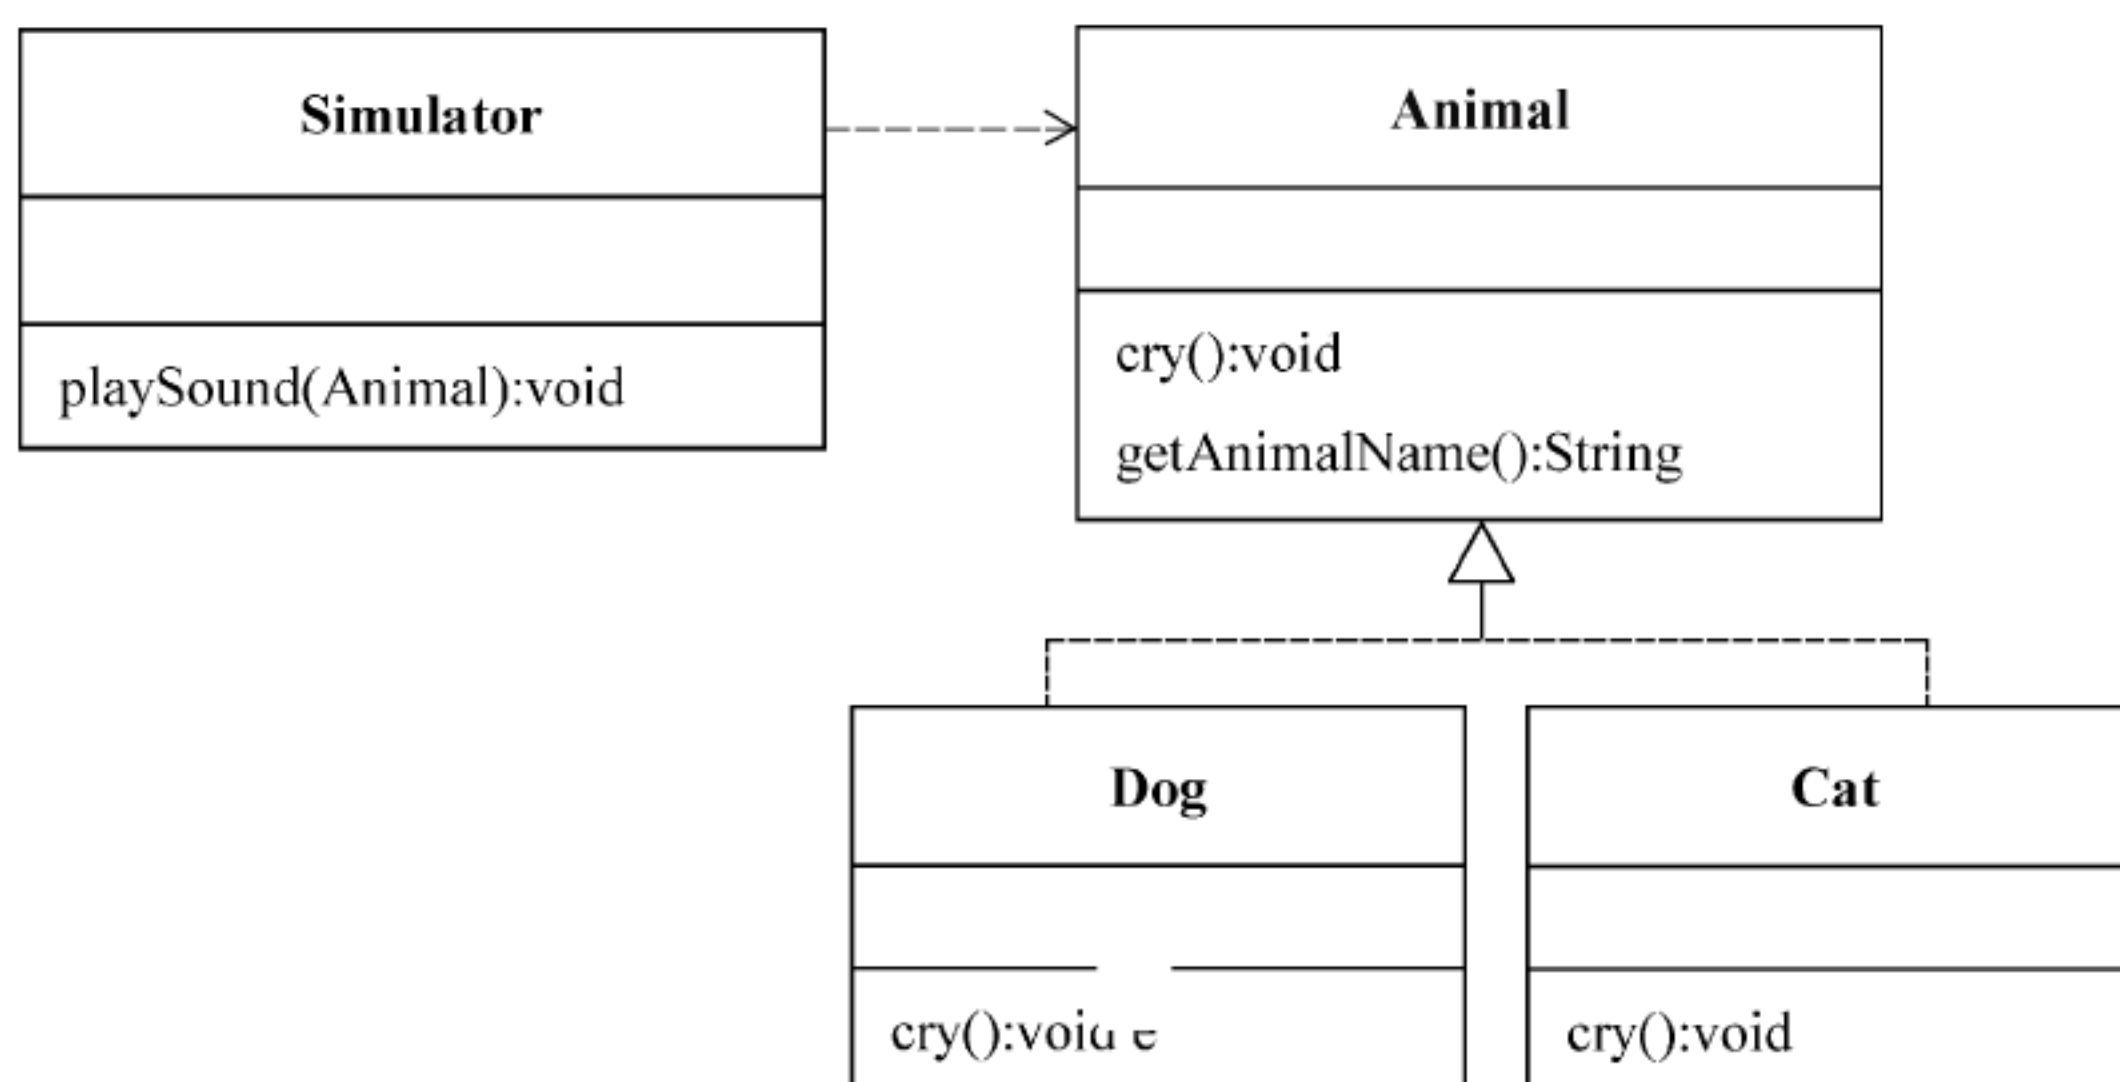 Simulator
playSound(Animal):void
Animal
cry():void
getAnimalName():String
Dog
cry():void
Cat
cry():void